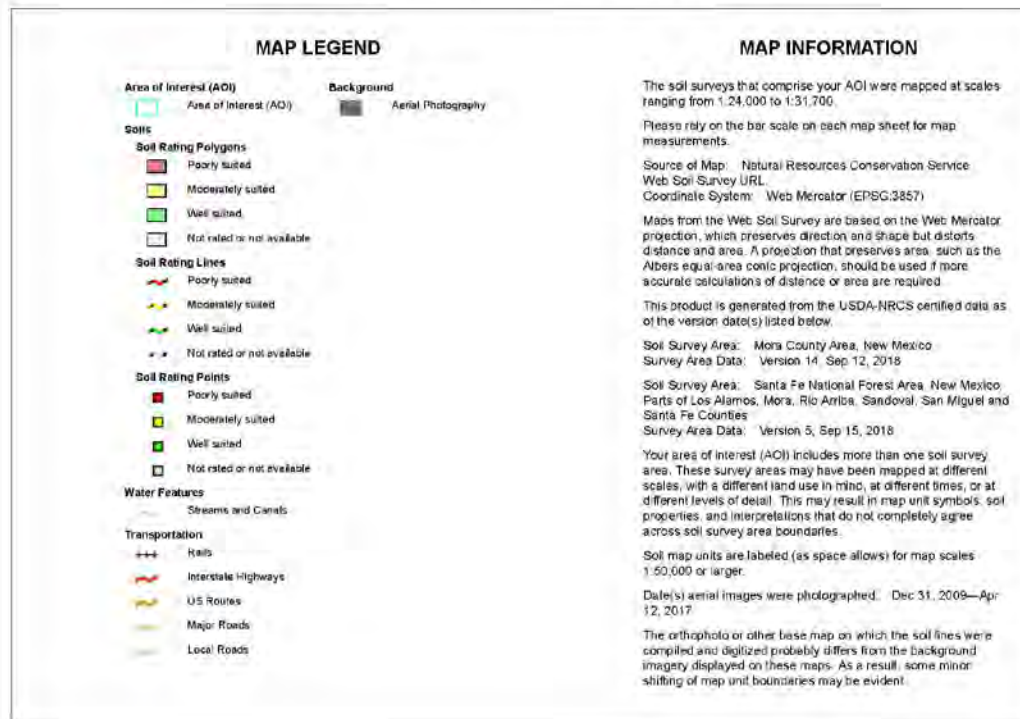 MAP LEGEND
Area of Interest (AOI)
Area of Interest (AOI)
Soils
Soil Rating Polygons
Poorly suited
Moderately suited
Well suited
Not rated or not available
Soil Rating Lines
Poorly suited
Moderately suited
Well suited
Not rated or not available
Soil Rating Points
Poorly suited
Moderately suited
Well suited
Not rated or not available
Water Features
Streams and Canals
Transportation
Rails
Interstate Highways
US Routes
Major Roads
Local Roads
Background
Aerial Photography
MAP INFORMATION
The soil surveys that comprise your AOI were mapped at scales
ranging from 1:24,000 to 1:31,700.
Please rely on the bar scale on each map sheet for map
measurements.
Source of Map: Natural Resources Conservation Service
Web Soil Survey URL:
Coordinate System: Web Mercator (EPSG:3857)
Maps from the Web Soil Survey are based on the Web Mercator
projection, which preserves direction and shape but distorts
distance and area. A projection that preserves area, such as the
Albers equal-area conic projection, should be used if more
accurate calculations of distance or area are required.
This product is generated from the USDA-NRCS certified data as
of the version date(s) listed below.
Soil Survey Area: Mora County Area, New Mexico
Survey Area Data: Version 14, Sep 12, 2018
Soil Survey Area: Santa Fe National Forest Area, New Mexico,
Parts of Los Alamos, Mora, Rio Arriba, Sandoval, San Miguel and
Santa Fe Counties
Survey Area Data: Version 5, Sep 15, 2018
Your area of interest (AOI) includes more than one soil survey
area. These survey areas may have been mapped at different
scales, with a different land use in mind, at different times, or at
different levels of detail. This may result in map unit symbols, soil
properties, and interpretations that do not completely agree
across soil survey area boundaries.
Soil map units are labeled (as space allows) for map scales
1:50,000 or larger.
Date(s) aerial images were photographed: Dec 31, 2009—Apr
12, 2017
The orthophoto or other base map on which the soil lines were
compiled and digitized probably differs from the background
imagery displayed on these maps. As a result, some minor
shifting of map unit boundaries may be evident.